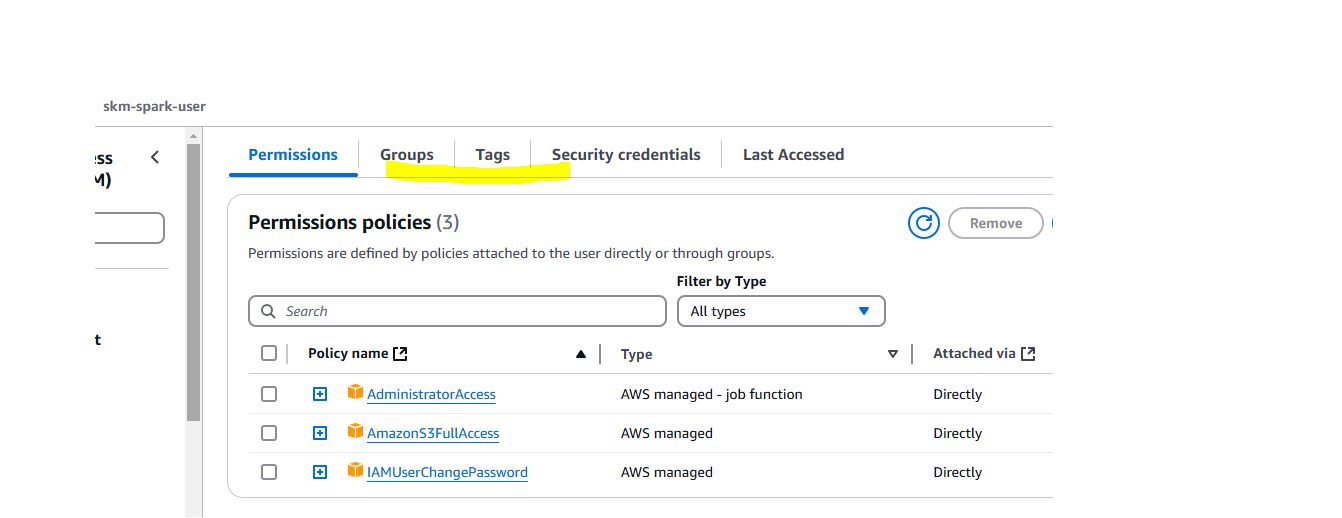 skm-spark-user
ess
M)
t
Permissions Groups Tags Security credentials Last Accessed
Permissions policies (3)
Remove
Permissions are defined by policies attached to the user directly or through groups.
Filter by Type
Search
All types
Policy name Type Attached via
AdministratorAccess AWS managed - job function Directly
AmazonS3FullAccess AWS managed Directly
IAMUserChangePassword AWS managed Directly